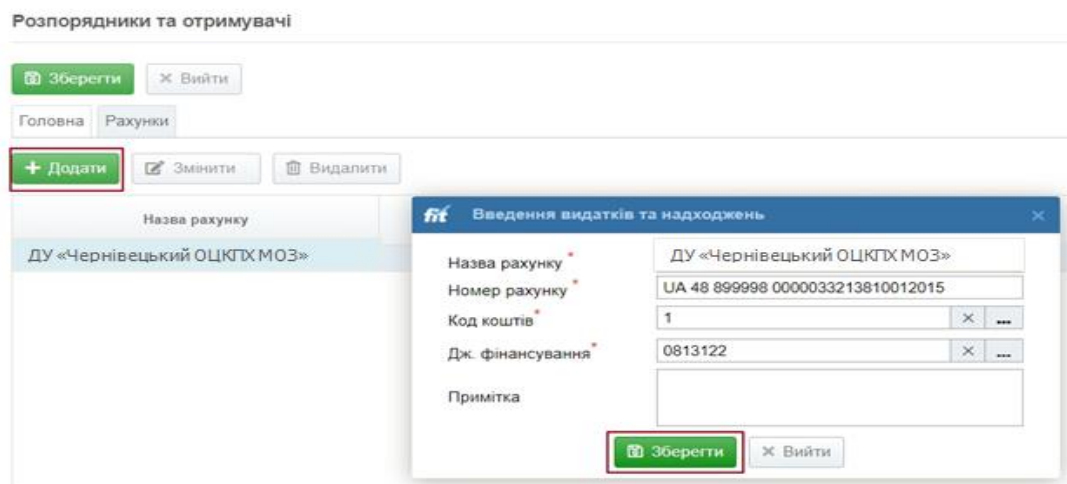 Розпорядники та отримувачі
Зберегти × Вийти
Головна Рахунки
+ Додати Змінити Видалити
Назва рахунку
ДУ «Чернівецький ОЦКПХ МОЗ»
fit Введення видатків та надходжень ×
Назва рахунку * ДУ «Чернівецький ОЦКПХ МОЗ»
Номер рахунку * UA 48 899998 0000033213810012015
Код коштів * 1 × ...
Дж. фінансування * 0813122 × ...
Примітка
Зберегти × Вийти